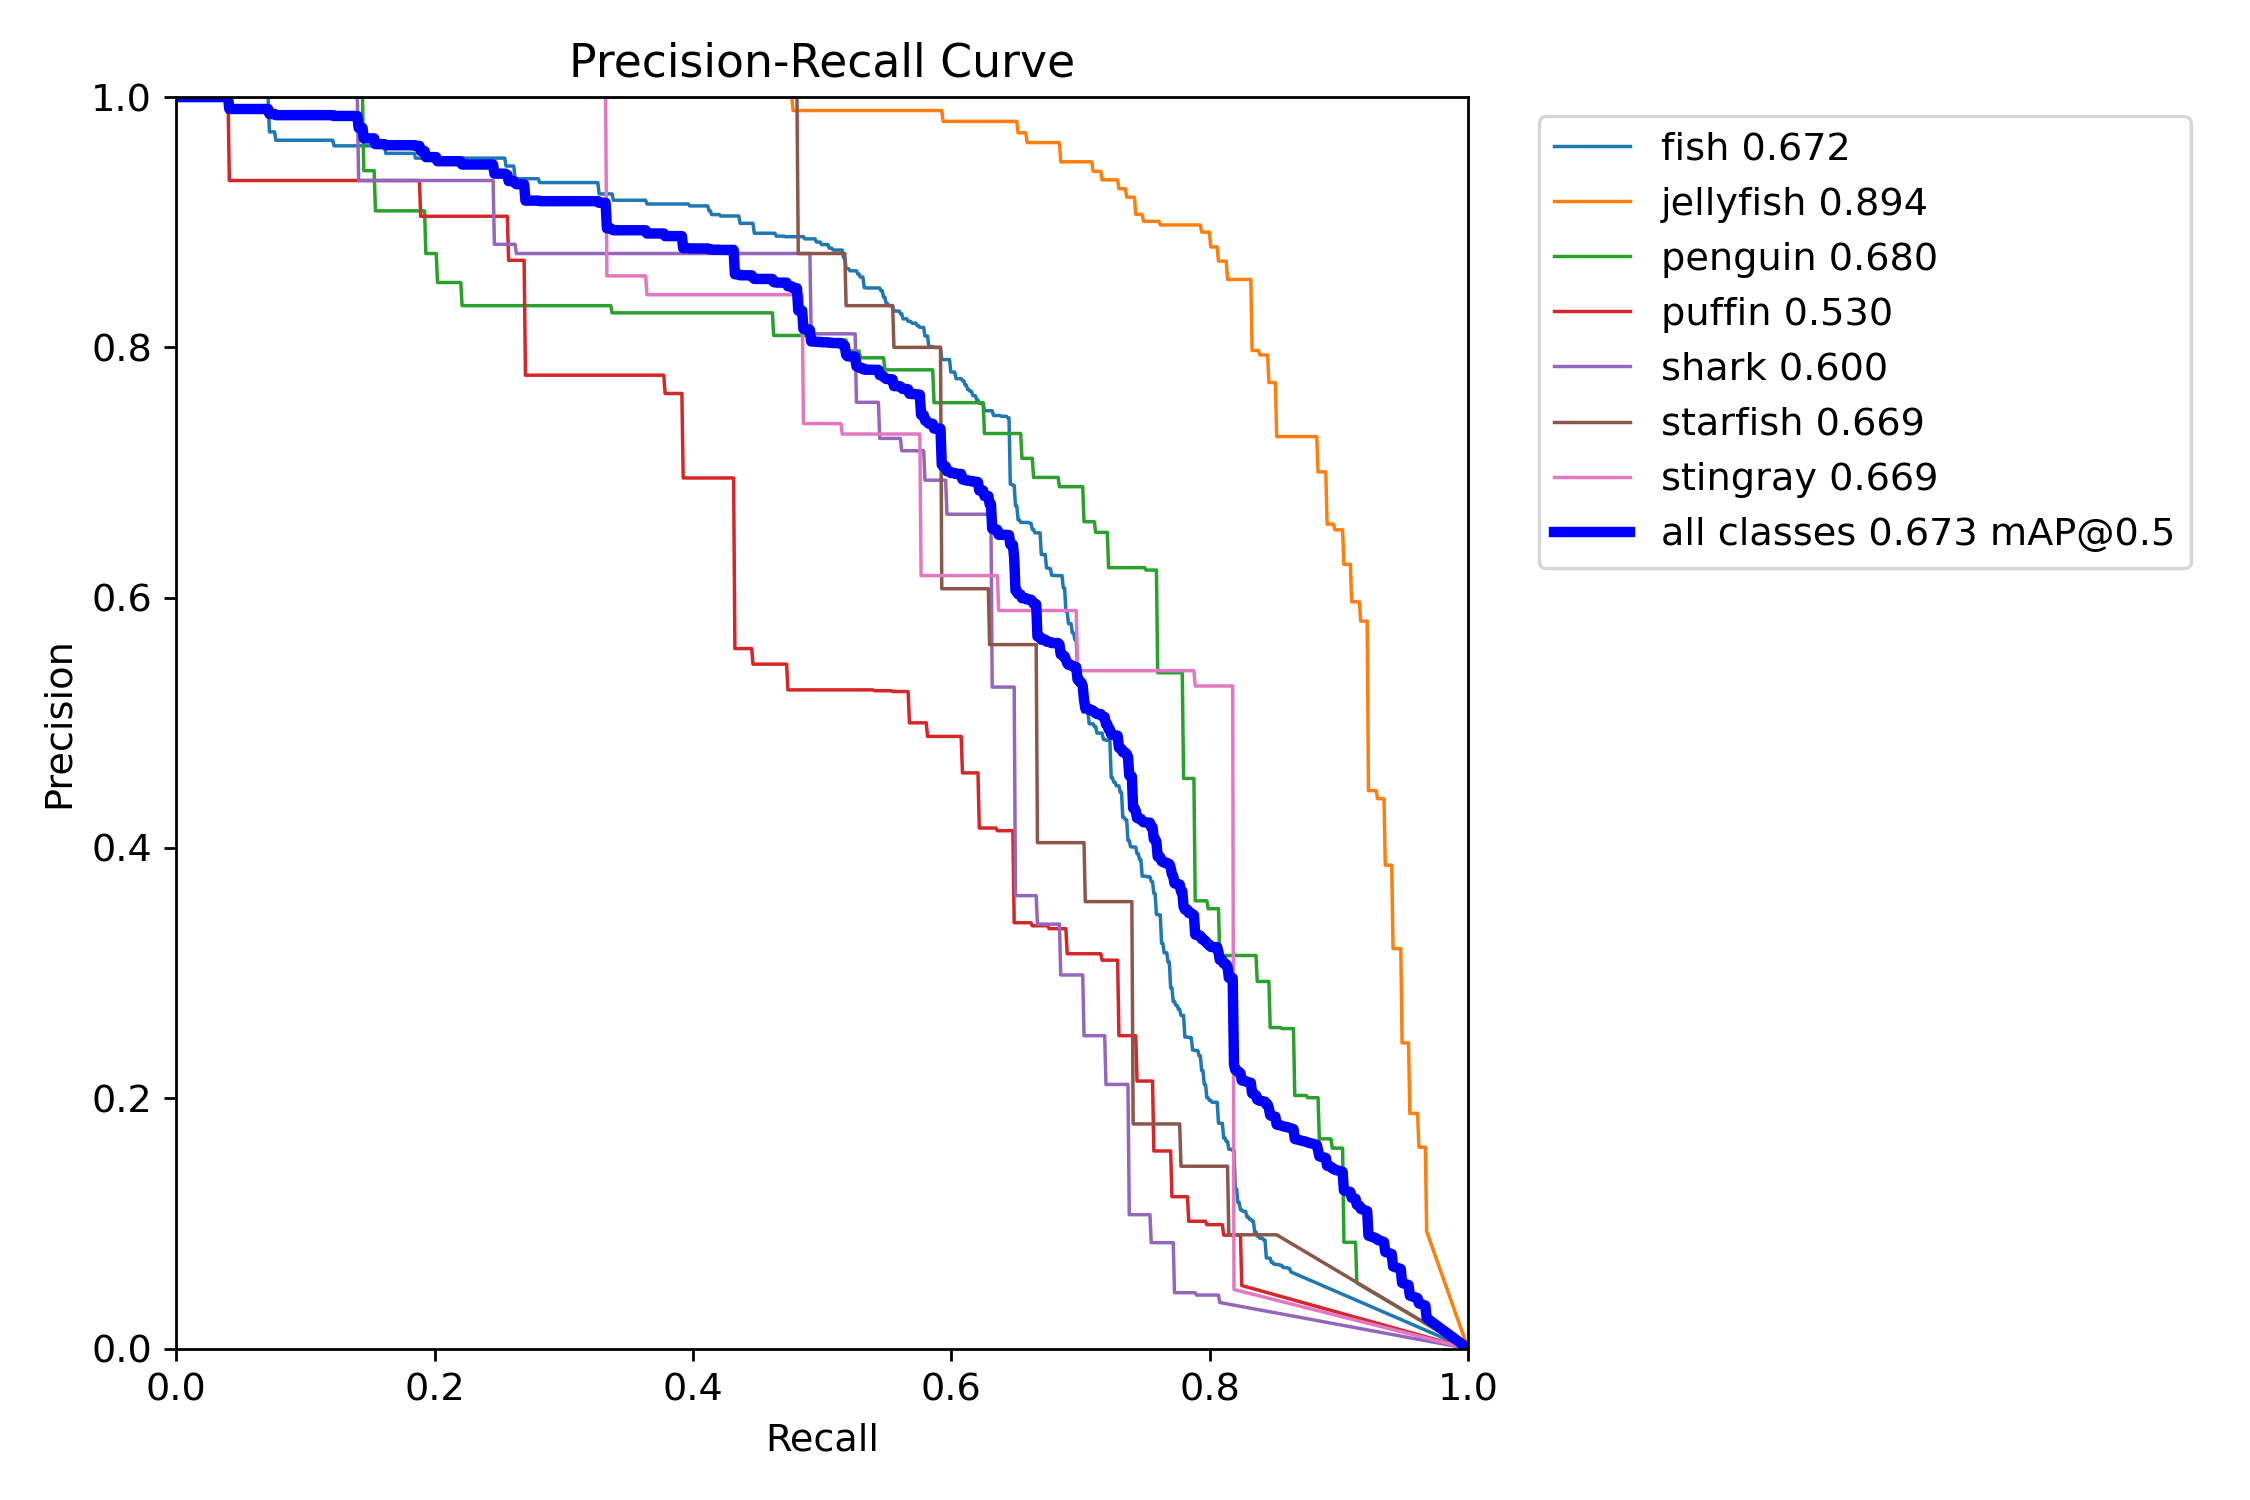 Precision-Recall Curve
1.0
0.8
0.6
0.4
0.2
0.0
Precision
0.0 0.2 0.4 0.6 0.8 1.0
Recall
fish 0.672
jellyfish 0.894
penguin 0.680
puffin 0.530
shark 0.600
starfish 0.669
stingray 0.669
all classes 0.673 mAP@0.5